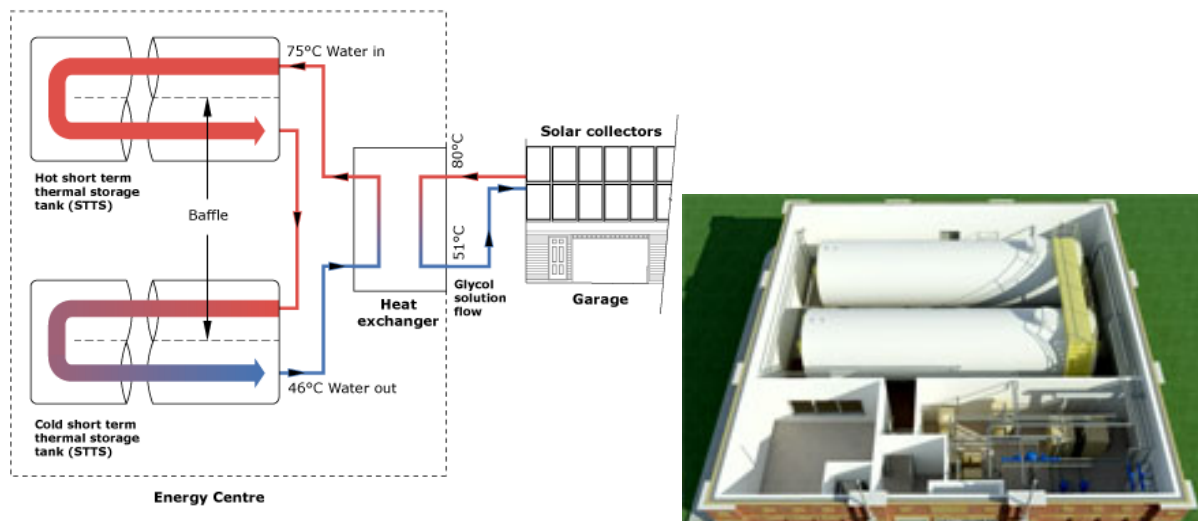 75°C Water in
Hot short term
thermal storage
tank (STTS)
Baffle
Cold short term
thermal storage
tank (STTS)
46°C Water out
Energy Centre
Heat
exchanger
80°C
51°C
Glycol
solution
flow
Solar collectors
Garage